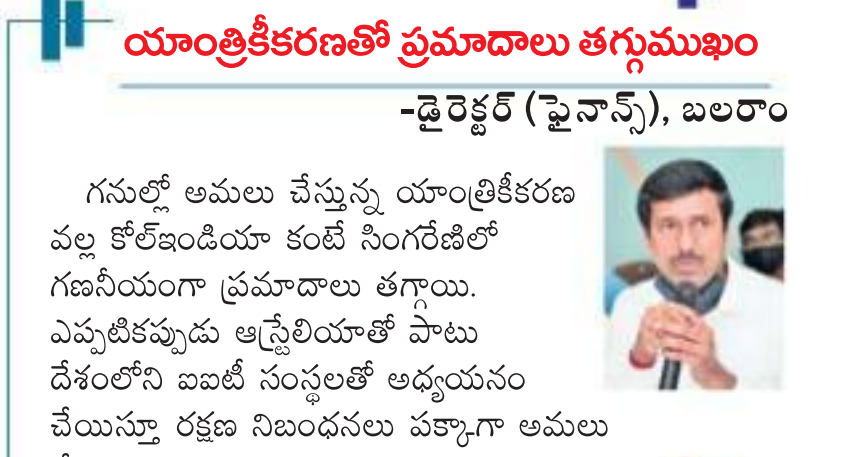 యాంత్రికీకరణతో ప్రమాదాలు తగ్గుముఖం
-డైరెక్టర్ (ఫైనాన్స్), బలరాం
గనుల్లో అమలు చేస్తున్న యాంత్రికీకరణ
వల్ల కోల్ఇండియా కంటే సింగరేణిలో
గణనీయంగా ప్రమాదాలు తగ్గాయి.
ఎప్పటికప్పుడు ఆస్ట్రేలియాతో పాటు
దేశంలోని ఐఐటీ సంస్థలతో అధ్యయనం
చేయిస్తూ రక్షణ నిబంధనలు పక్కాగా అమలు